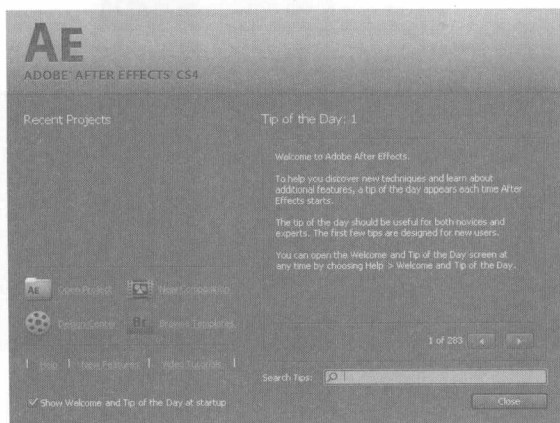 AE
ADOBE® AFTER EFFECTS® CS4
Recent Projects
Open Project
New Composition
Design Center
Browse Templates
Help | New Features | Video Tutorials |
✓ Show Welcome and Tip of the Day at startup
Tip of the Day: 1
Welcome to Adobe After Effects.
To help you discover new techniques and learn about
additional features, a tip of the day appears each time After
Effects starts.
The tip of the day should be useful for both novices and
experts. The first few tips are designed for new users.
You can open the Welcome and Tip of the Day screen at
any time by choosing Help > Welcome and Tip of the Day.
1 of 283
Search Tips:
Close